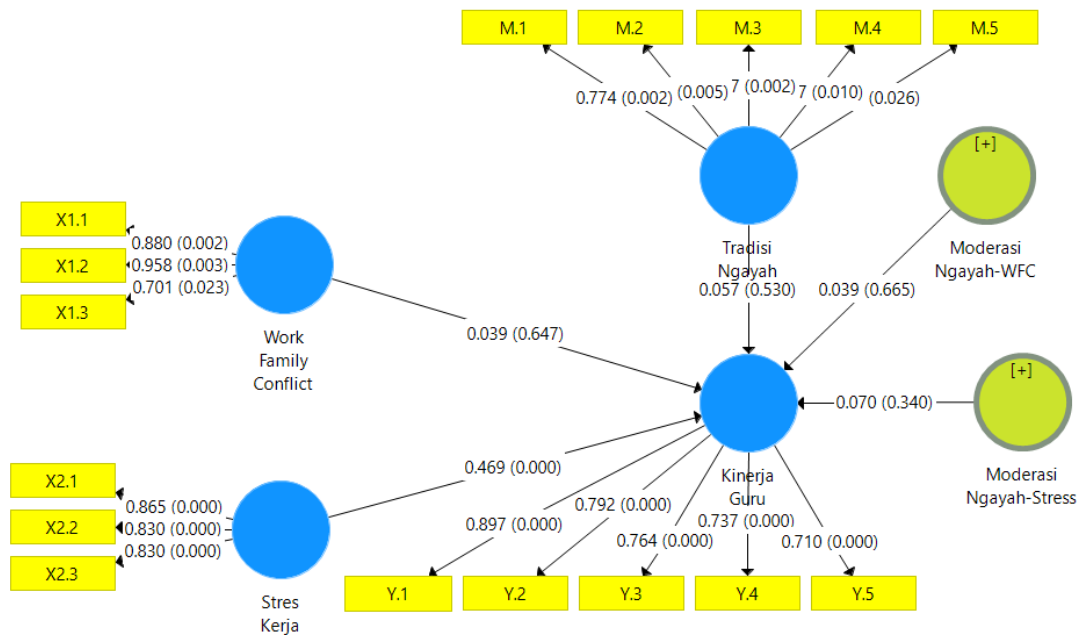 M.1
M.2
M.3
M.4
M.5
0.774 (0.002)
(0.005)
7 (0.002)
7 (0.010)
(0.026)
[+]
Tradisi
Ngayah
Moderasi
Ngayah-WFC
X1.1
X1.2
X1.3
0.880 (0.002)
0.958 (0.003)
0.701 (0.023)
Work
Family
Conflict
0.057 (0.530)
0.039 (0.665)
0.039 (0.647)
[+]
0.070 (0.340)
Moderasi
Ngayah-Stress
Kinerja
Guru
0.469 (0.000)
X2.1
X2.2
X2.3
0.865 (0.000)
0.830 (0.000)
0.830 (0.000)
Stres
Kerja
0.897 (0.000)
0.792 (0.000)
0.764 (0.000)
0.737 (0.000)
0.710 (0.000)
Y.1
Y.2
Y.3
Y.4
Y.5